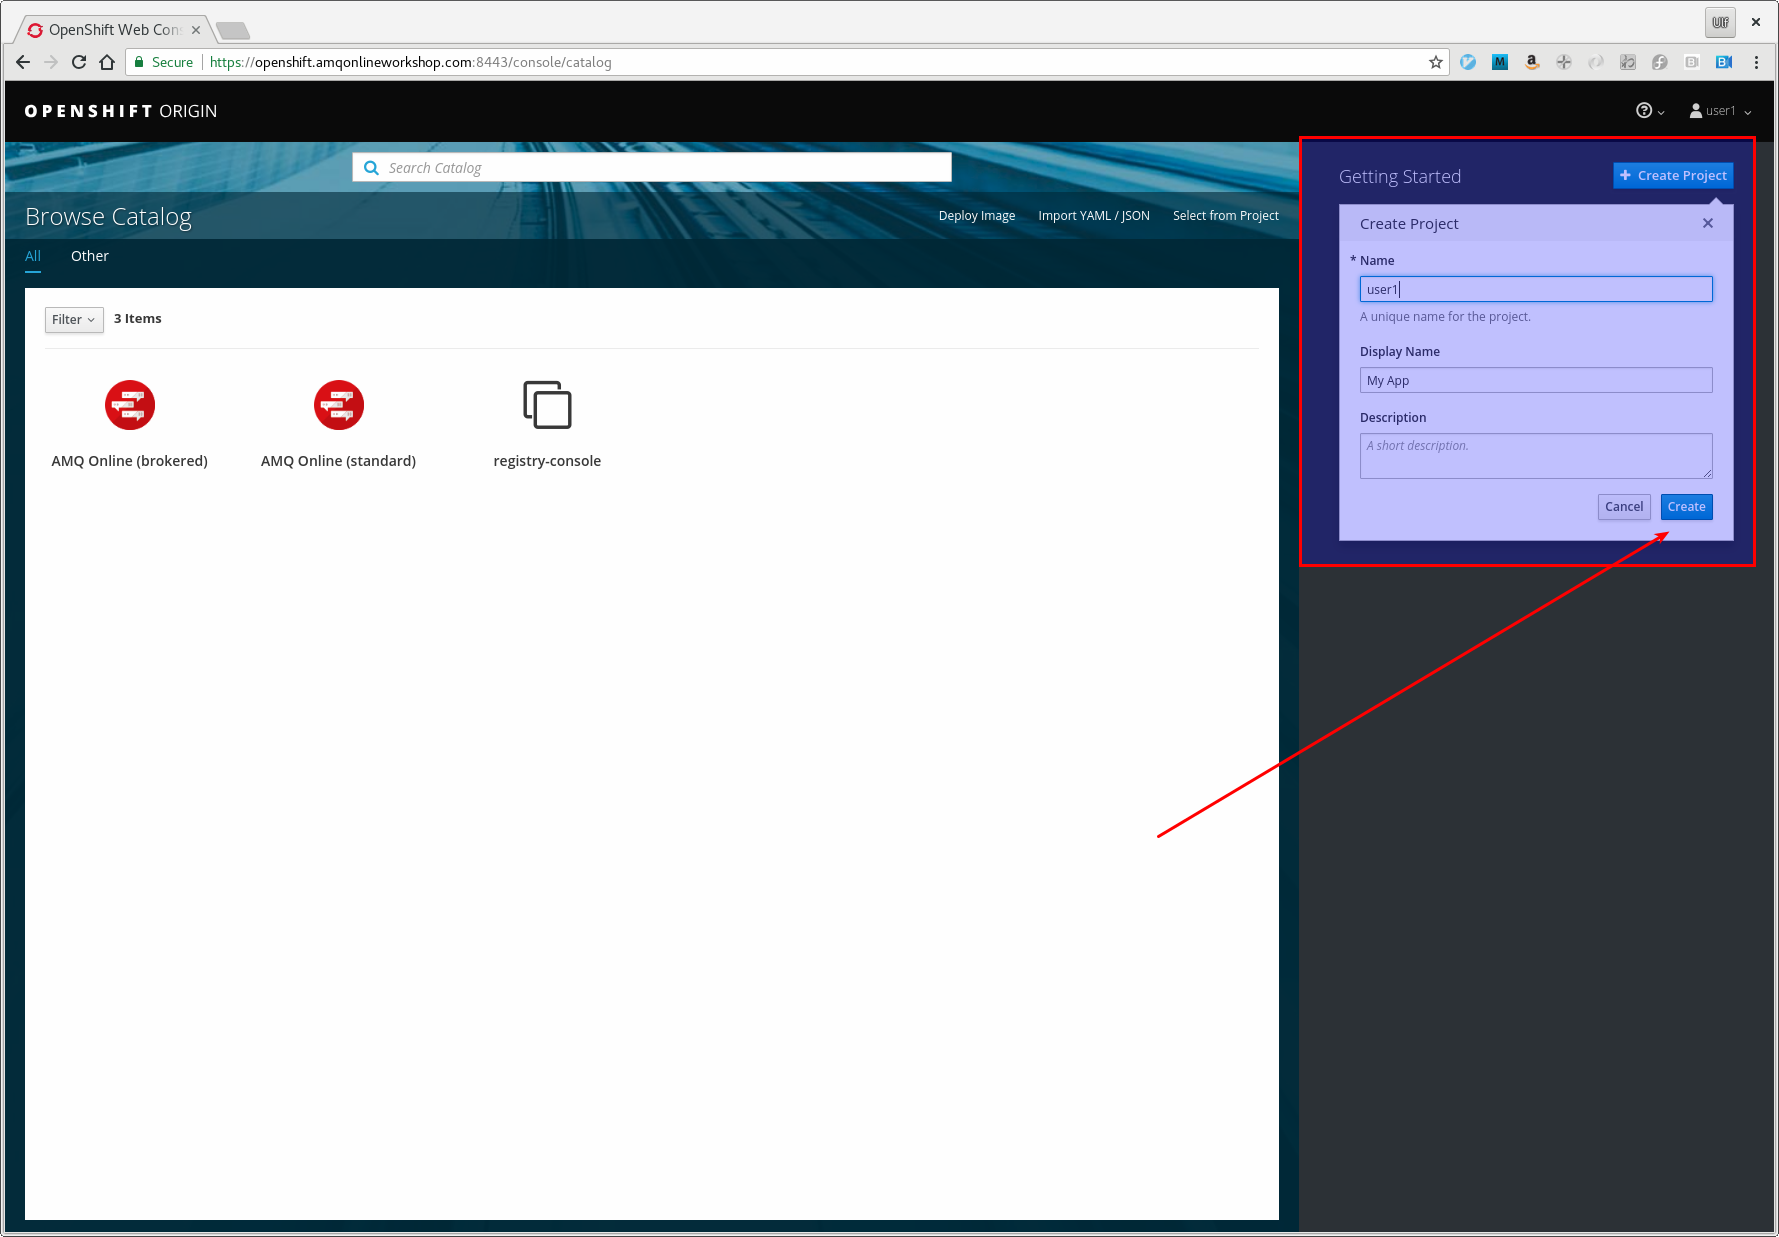 OpenShift Web Con
Ulf
Secure
https://openshift.amqonlineworkshop.com:8443/console/catalog
OPENSHIFT ORIGIN
user1
Search Catalog
Browse Catalog
Deploy Image
Import YAML / JSON
Select from Project
All
Other
Filter
3 Items
AMQ Online (brokered)
AMQ Online (standard)
registry-console
Getting Started
+ Create Project
Create Project
* Name
user1
A unique name for the project.
Display Name
My App
Description
A short description.
Cancel
Create